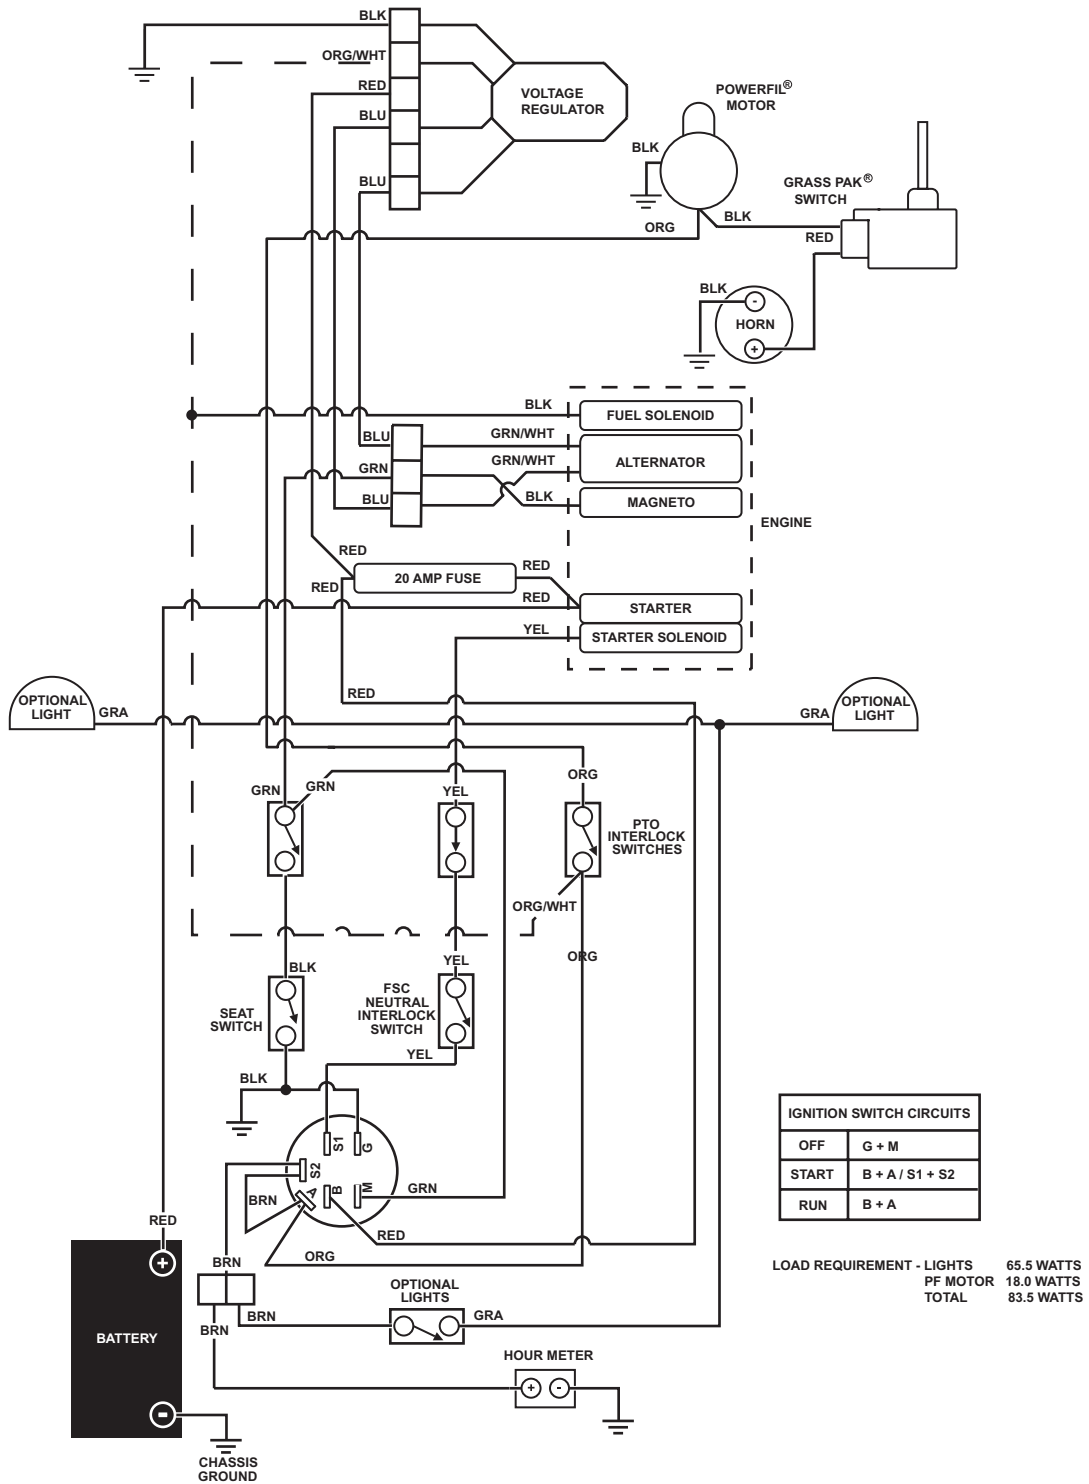 BLK
ORG/WHT
RED
BLU
BLU
VOLTAGE
REGULATOR
POWERFIL®
MOTOR
BLK
GRASS PAK®
SWITCH
BLK
ORG
RED
BLK
-
HORN
+
BLK
FUEL SOLENOID
BLU
GRN/WHT
GRN
GRN/WHT
ALTERNATOR
BLU
BLK
MAGNETO
ENGINE
RED
RED
20 AMP FUSE
RED
RED
STARTER
YEL
STARTER SOLENOID
OPTIONAL
LIGHT
GRA
RED
GRA
OPTIONAL
LIGHT
ORG
GRN
GRN
YEL
PTO
INTERLOCK
SWITCHES
ORG/WHT
ORG
BLK
YEL
SEAT
SWITCH
FSC
NEUTRAL
INTERLOCK
SWITCH
YEL
BLK
S1
G
S2
A
B
M
BRN
GRN
RED
ORG
RED
BRN
IGNITION SWITCH CIRCUITS
OFF G + M
START B + A / S1 + S2
RUN B + A
LOAD REQUIREMENT - LIGHTS 65.5 WATTS
PF MOTOR 18.0 WATTS
TOTAL 83.5 WATTS
+
BATTERY
-
BRN
BRN
OPTIONAL
LIGHTS
GRA
HOUR METER
+ -
CHASSIS
GROUND